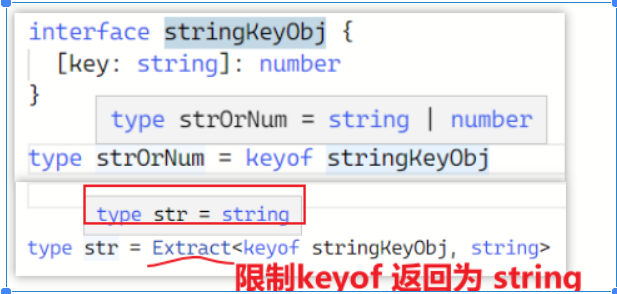 interface stringKeyObj {
[key: string]: number
}
type strOrNum = string | number
type strOrNum = keyof stringKeyObj
type str = string
type str = Extract<keyof stringKeyObj, string>
限制keyof 返回为 string